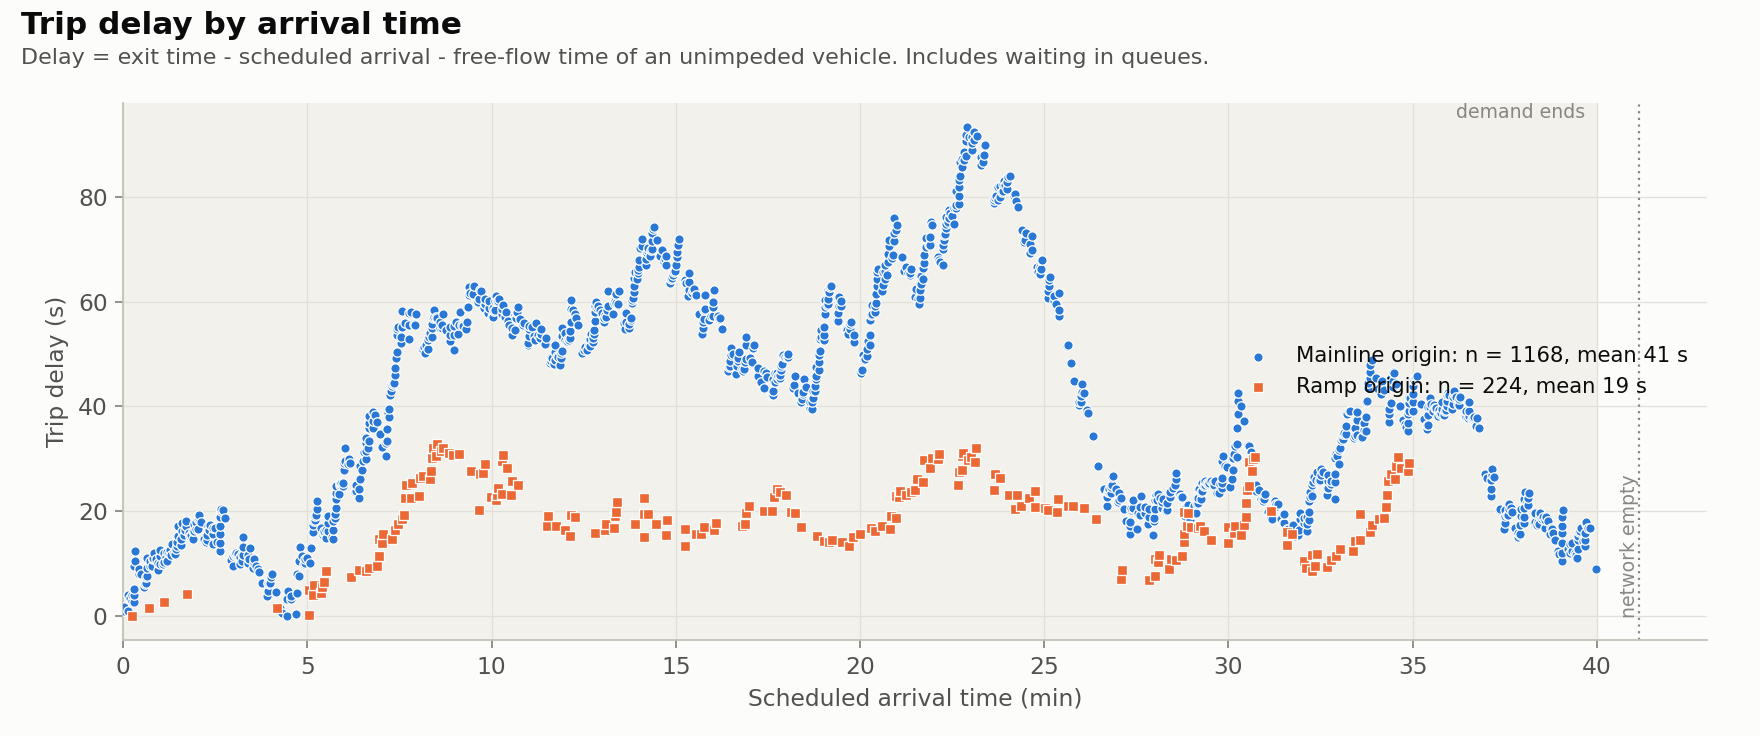 Trip delay by arrival time
Delay = exit time - scheduled arrival - free-flow time of an unimpeded vehicle. Includes waiting in queues.
demand ends
80
60
40
20
0
Trip delay (s)
Mainline origin: n = 1168, mean 41 s
Ramp origin: n = 224, mean 19 s
network empty
0 5 10 15 20 25 30 35 40
Scheduled arrival time (min)